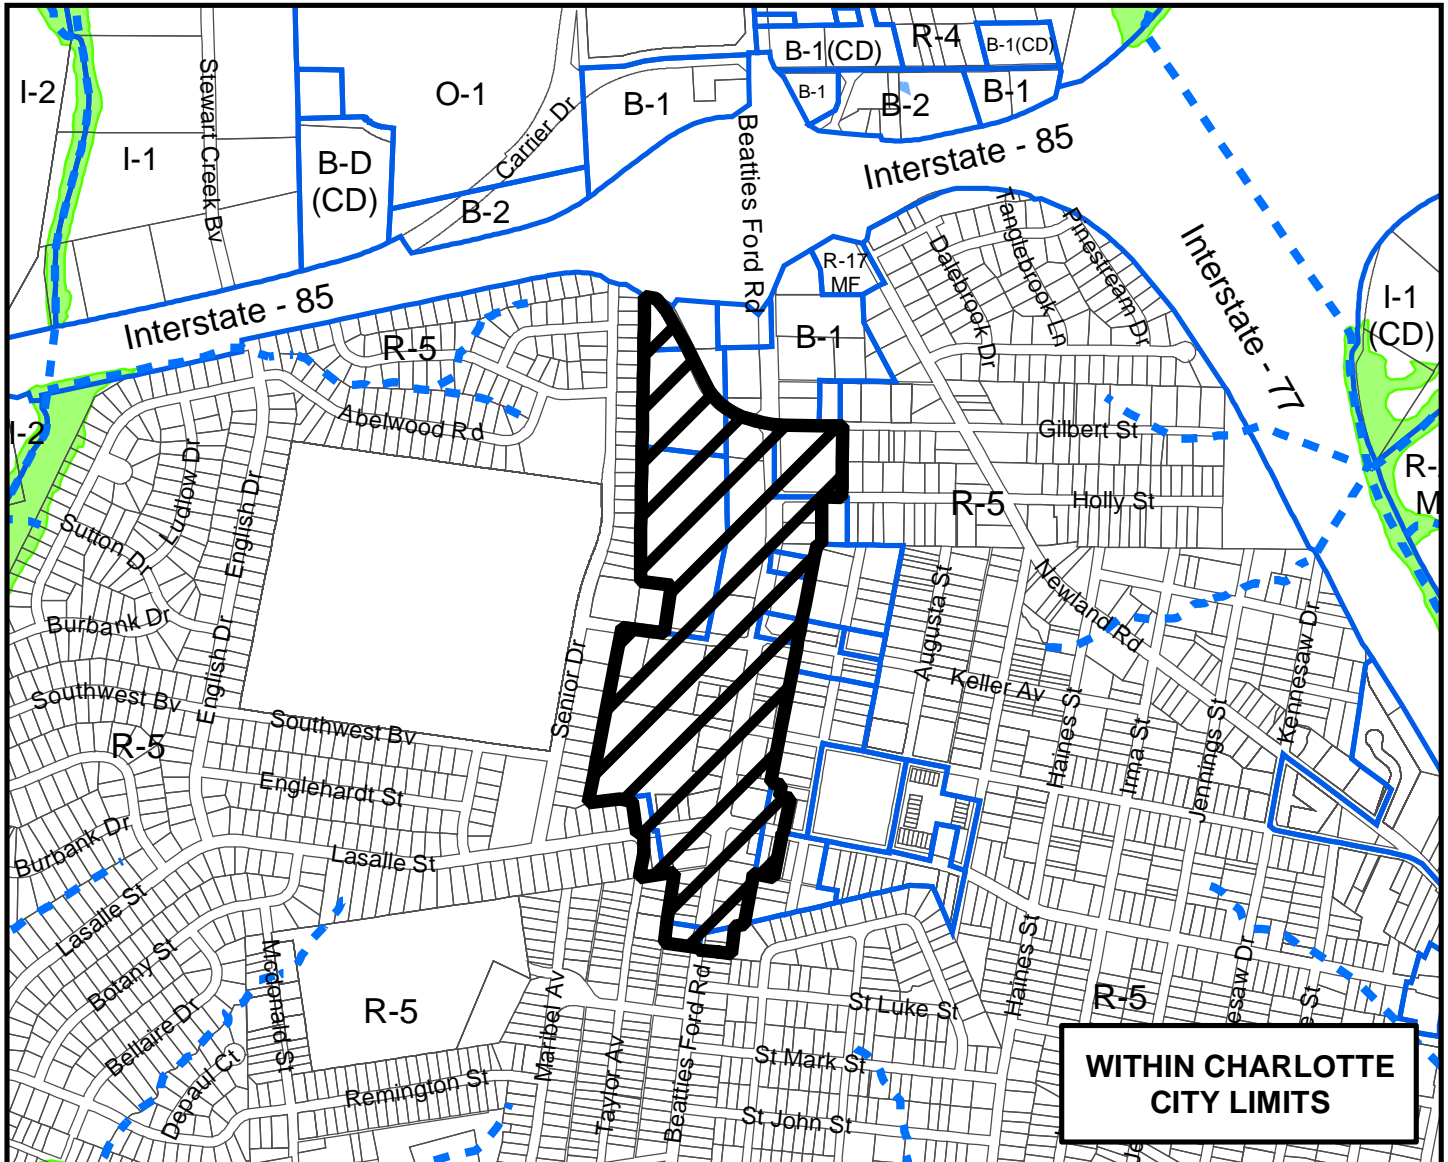 I-2
Stewart Creek Bv
I-1
B-D
(CD)
O-1
Carrier Dr
B-1
B-2
Beatties Ford Rd
B-1(CD)
R-4
B-1(CD)
B-1
B-2
B-1
Interstate - 85
Interstate - 85
Interstate - 77
R-17
MF
B-1
Dalebrook Dr
Tanglebrook Ln
Pinestream Dr
I-1
(CD)
R-5
Abelwood Rd
I-2
Ludlow Dr
English Dr
Sutton Dr
Burbank Dr
Gilbert St
Holly St
R-5
R-
M
Newland Rd
Augusta St
Keller Av
Haines St
Irma St
Jennings St
Kennesaw Dr
Senior Dr
English Dr
Southwest Bv
Southwest Bv
R-5
Englehardt St
Burbank Dr
Lasalle St
Lasalle St
Botany St
Bellaire Dr
Mcdonald St
Depaul Ct
R-5
Remington St
Maribel Av
Taylor Av
Beatties Ford Rd
St Luke St
St Mark St
St John St
Haines St
R-5
esaw Dr
e St
WITHIN CHARLOTTE
CITY LIMITS